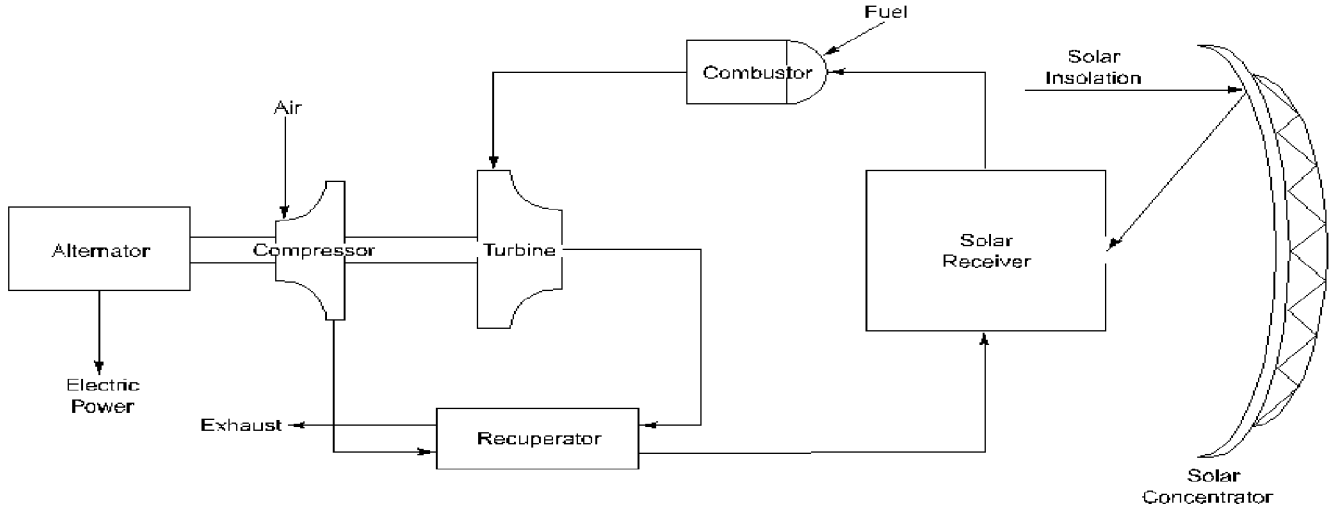 Fuel
Combustor
Solar
Insolation
Air
Alternator
Compressor
Turbine
Solar
Receiver
Electric
Power
Exhaust
Recuperator
Solar
Concentrator